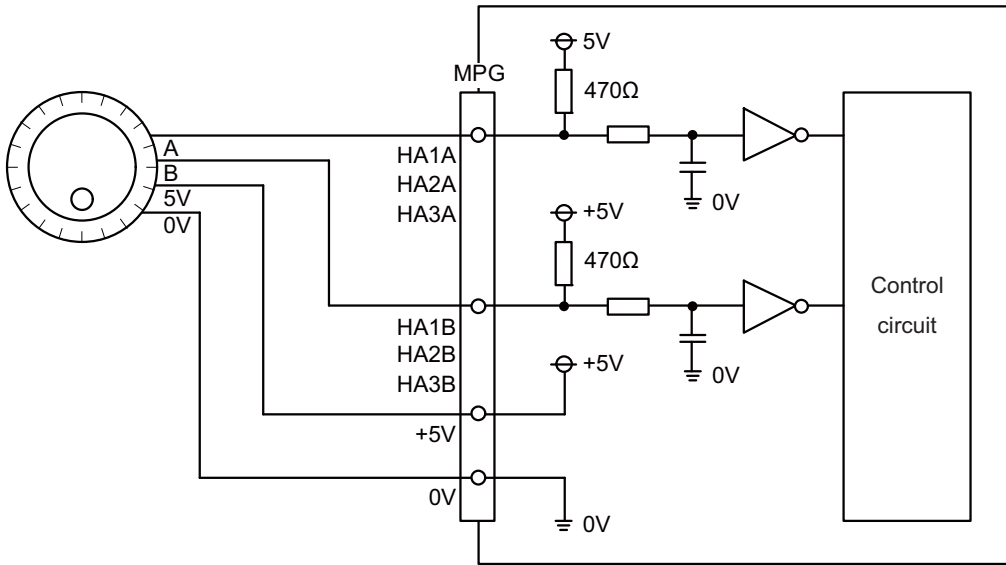 5V
MPG
470Ω
A
B
5V
0V
HA1A
HA2A
HA3A
0V
+5V
470Ω
Control
circuit
HA1B
HA2B
HA3B
+5V
0V
+5V
0V
0V